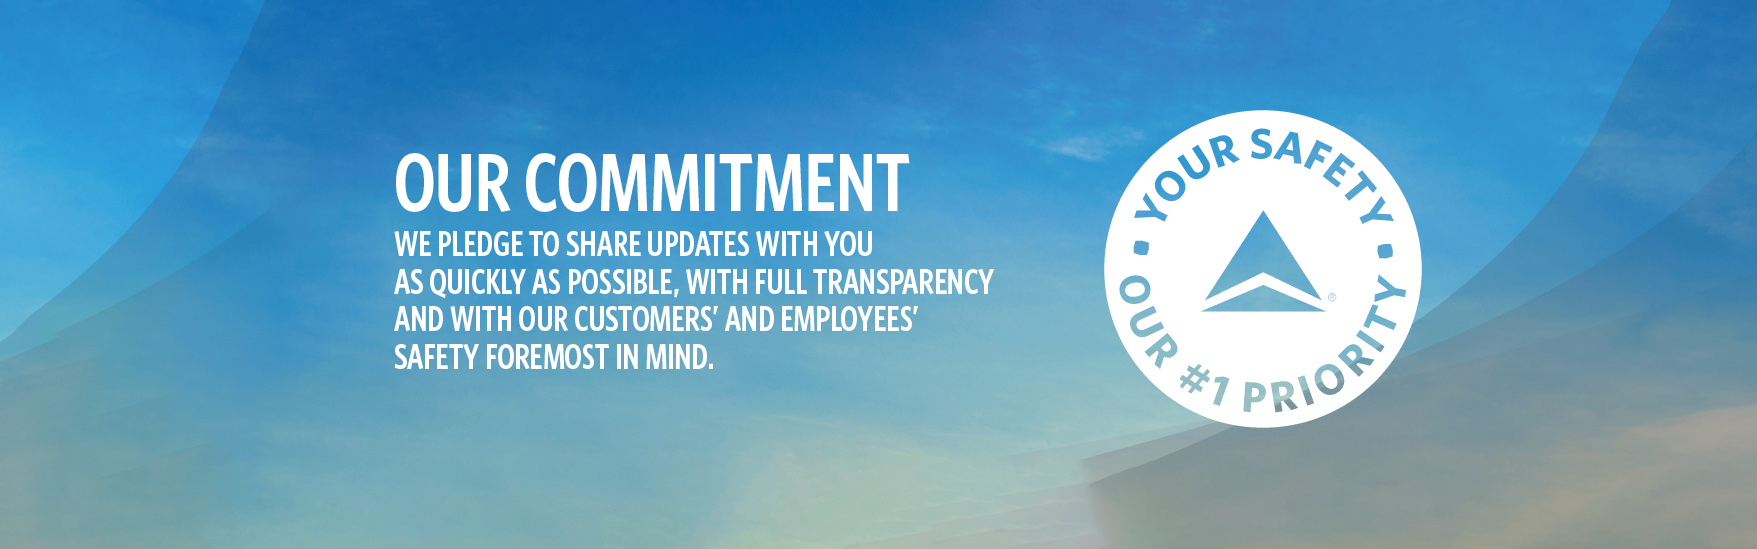 OUR COMMITMENT
WE PLEDGE TO SHARE UPDATES WITH YOU
AS QUICKLY AS POSSIBLE, WITH FULL TRANSPARENCY
AND WITH OUR CUSTOMERS’ AND EMPLOYEES’
SAFETY FOREMOST IN MIND.
• YOUR SAFETY •
OUR #1 PRIORITY
®